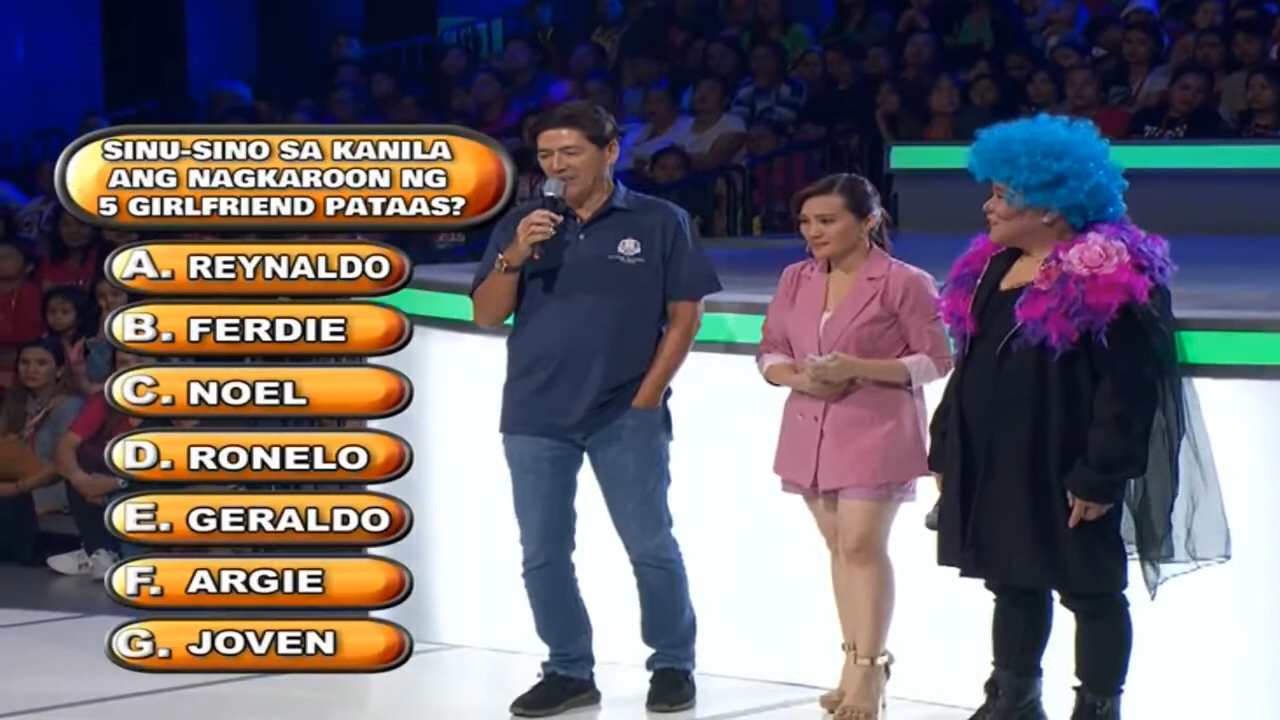 SINU-SINO SA KANILA
ANG NAGKAROON NG
5 GIRLFRIEND PATAAS?
A. REYNALDO
B. FERDIE
C. NOEL
D. RONELO
E. GERALDO
F. ARGIE
G. JOVEN